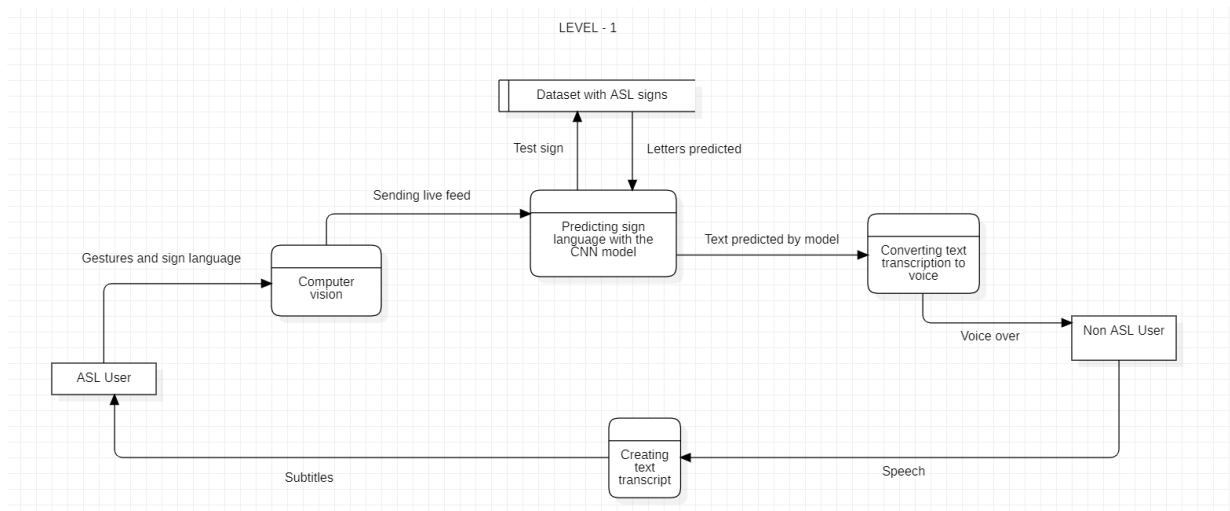 LEVEL - 1
Dataset with ASL signs
Test sign
Letters predicted
Sending live feed
Predicting sign
language with the
CNN model
Text predicted by model
Converting text
transcription to
voice
Gestures and sign language
Computer
vision
Voice over
Non ASL User
ASL User
Creating
text
transcript
Subtitles
Speech